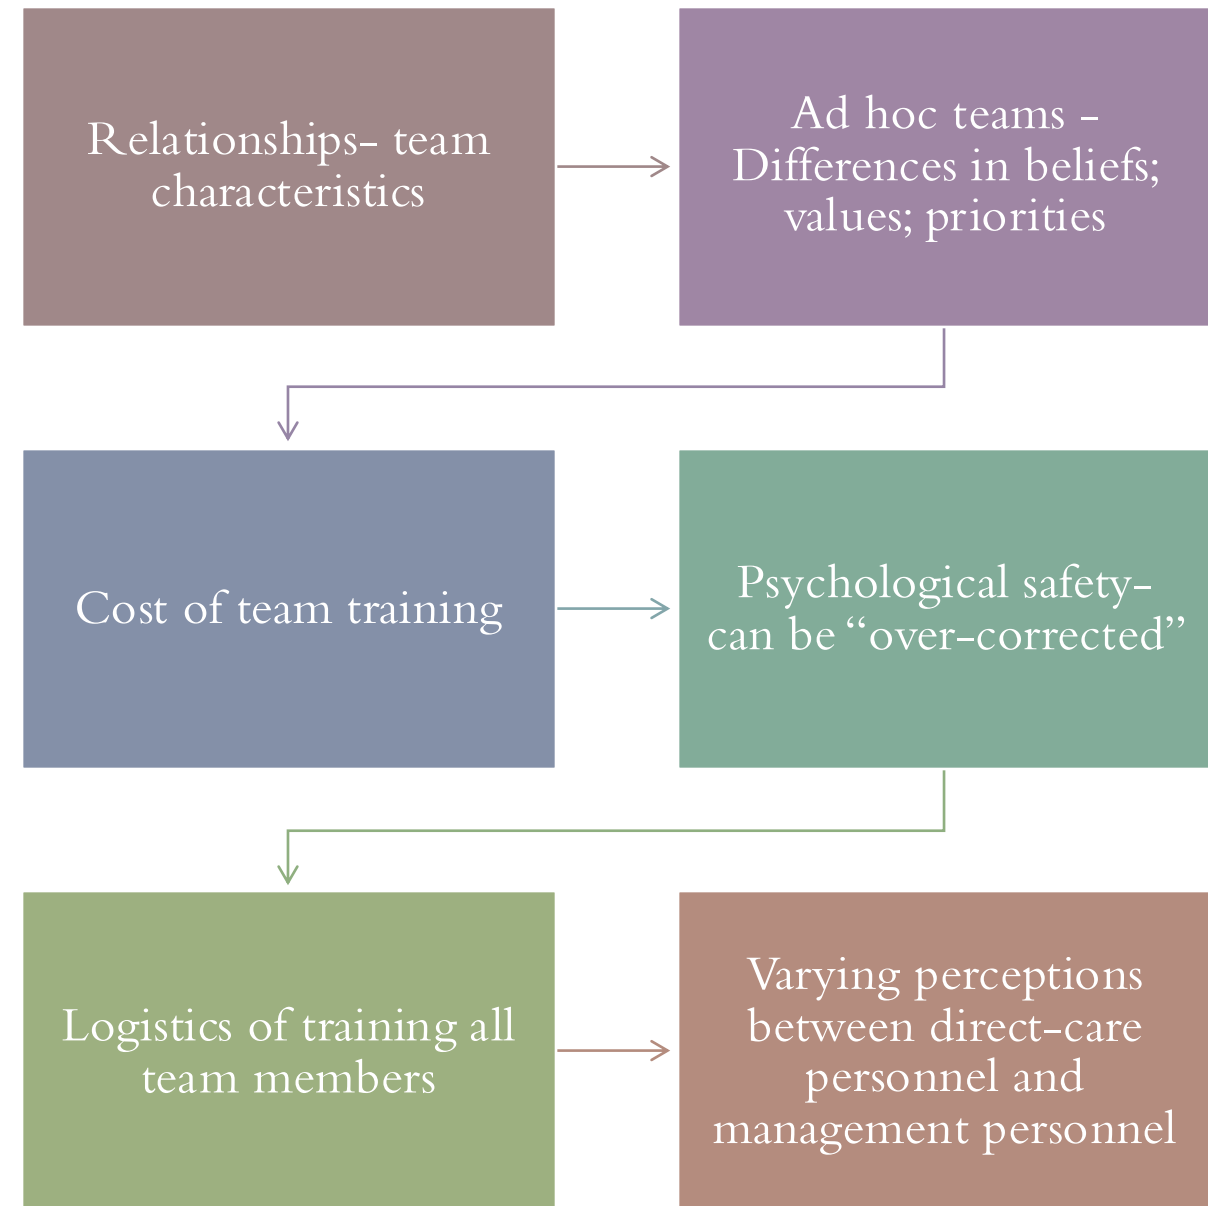 Relationships- team
characteristics
Ad hoc teams -
Differences in beliefs;
values; priorities
Cost of team training
Psychological safety-
can be “over-corrected”
Logistics of training all
team members
Varying perceptions
between direct-care
personnel and
management personnel